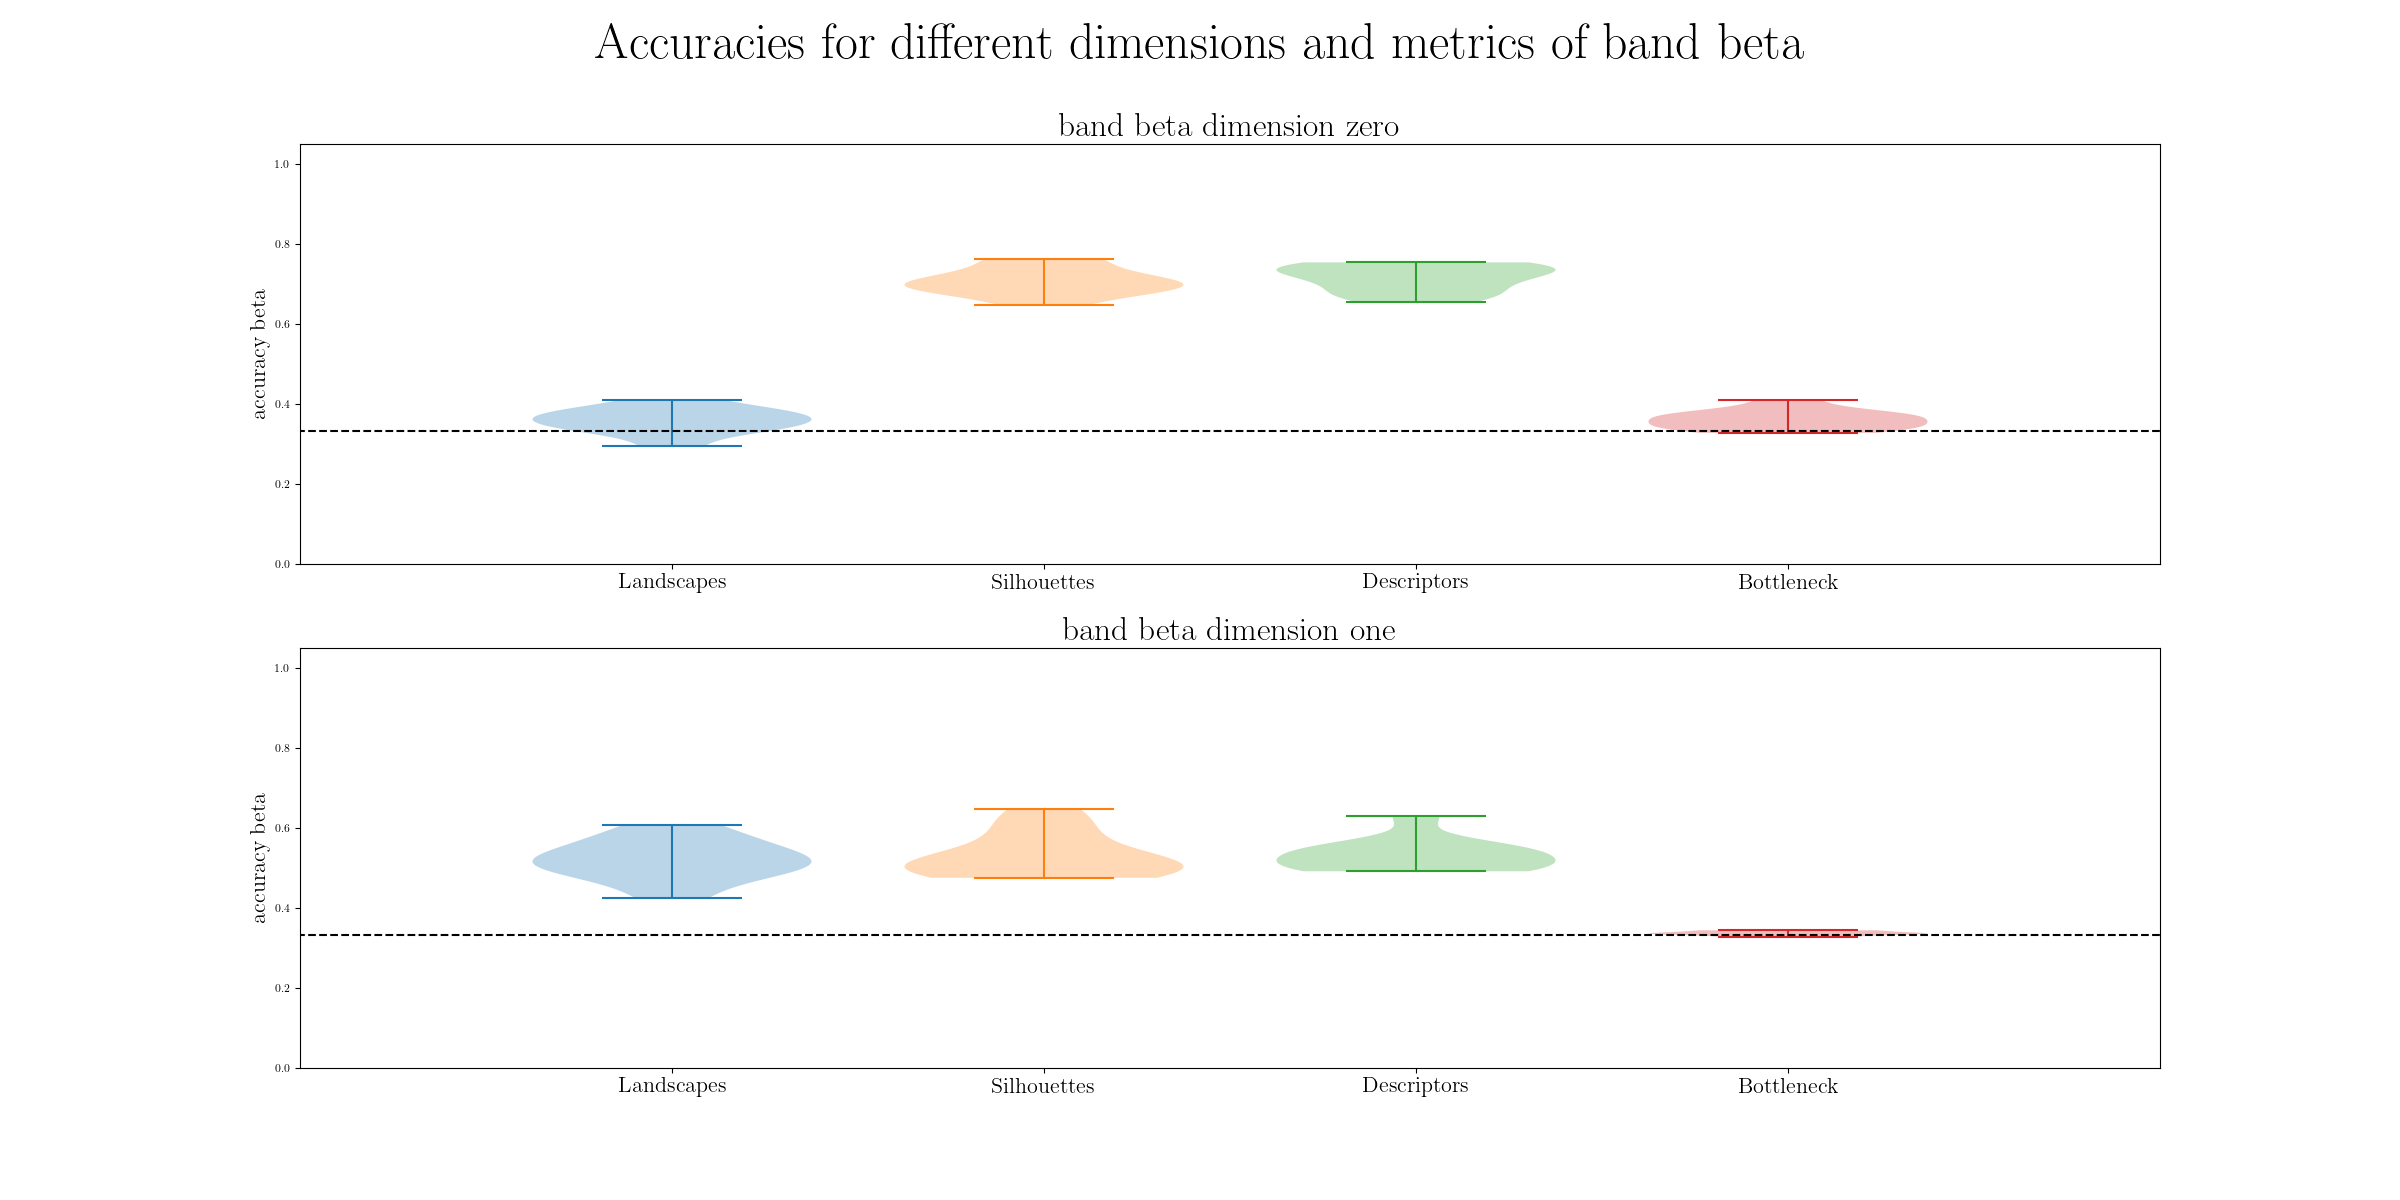 Accuracies for different dimensions and metrics of band beta
band beta dimension zero
1.0
0.8
0.6
0.4
0.2
0.0
accuracy beta
Landscapes Silhouettes Descriptors Bottleneck
band beta dimension one
1.0
0.8
0.6
0.4
0.2
0.0
accuracy beta
Landscapes Silhouettes Descriptors Bottleneck